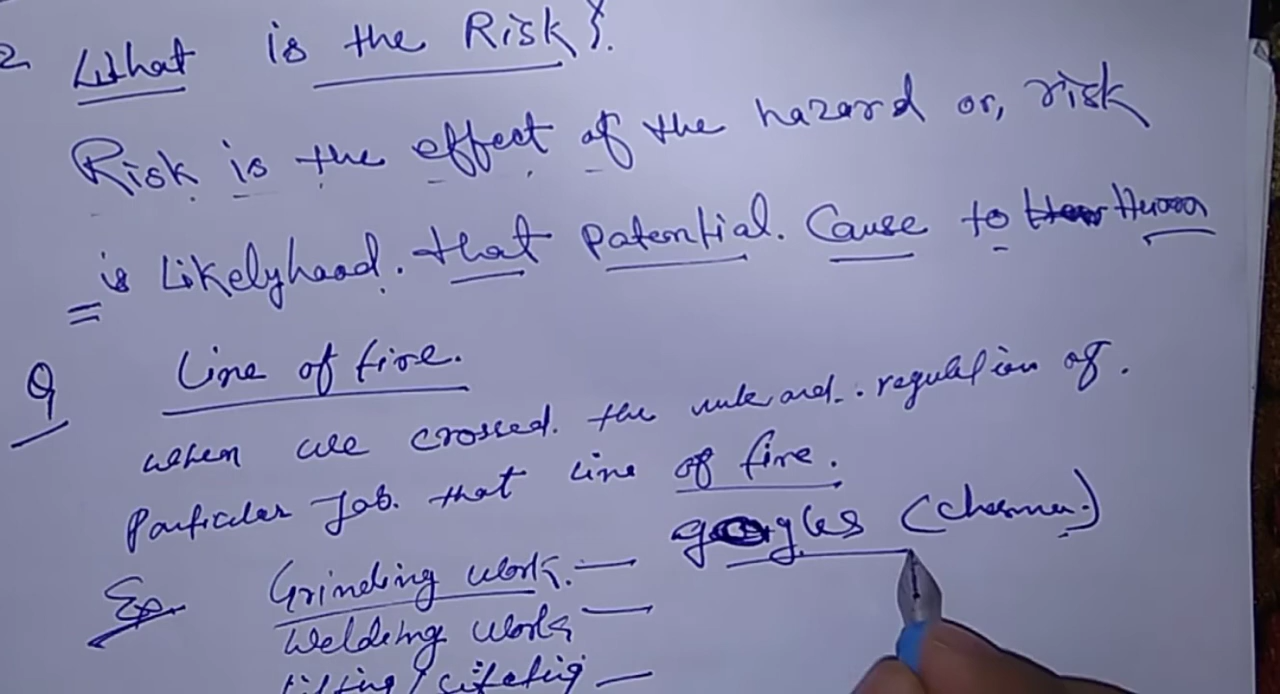 2. What is the Risk?
Risk is the effect of the hazard or, risk
is Likelyhood. that Potential. Cause to Human
Q Line of fire.
when we crossed. the rule and. regulation of.
Particular Job. that line of fire.
Ex. Grinding work. — gogles (chasma.)
Welding work —